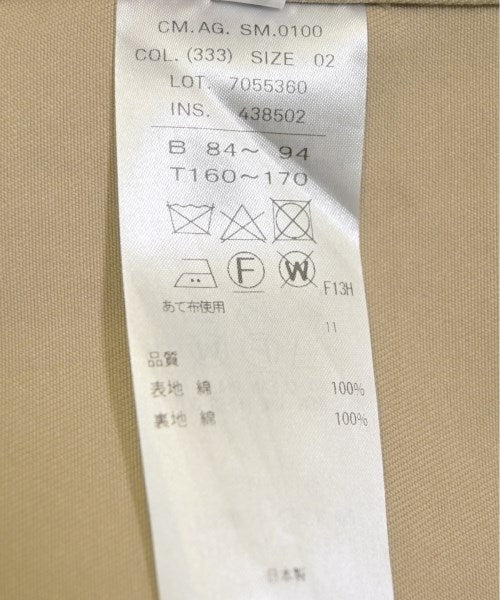 CM.AG. SM.0100
COL. (333) SIZE 02
LOT. 7055360
INS. 438502
B 84～ 94
T160～170
F W F13H
あて布使用
11
品質
表地 綿 100%
裏地 綿 100%
日本製